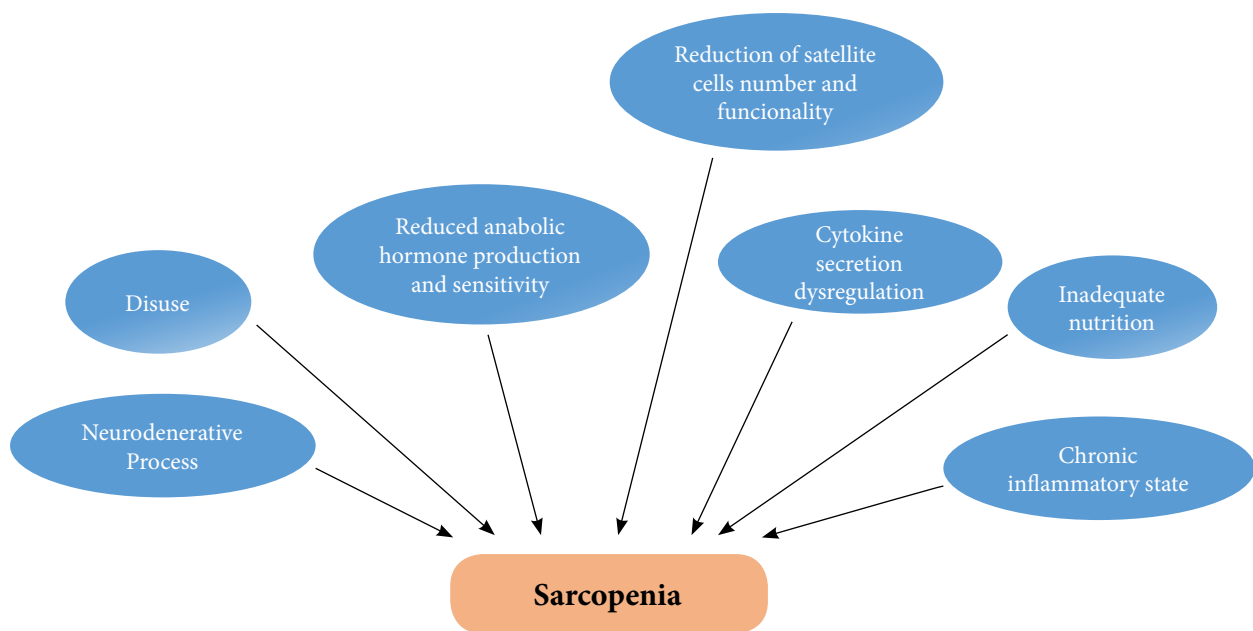 Reduction of satellite
cells number and
funcionality
Reduced anabolic
hormone production
and sensitivity
Cytokine
secretion
dysregulation
Disuse
Inadequate
nutrition
Neurodenerative
Process
Chronic
inflammatory state
Sarcopenia